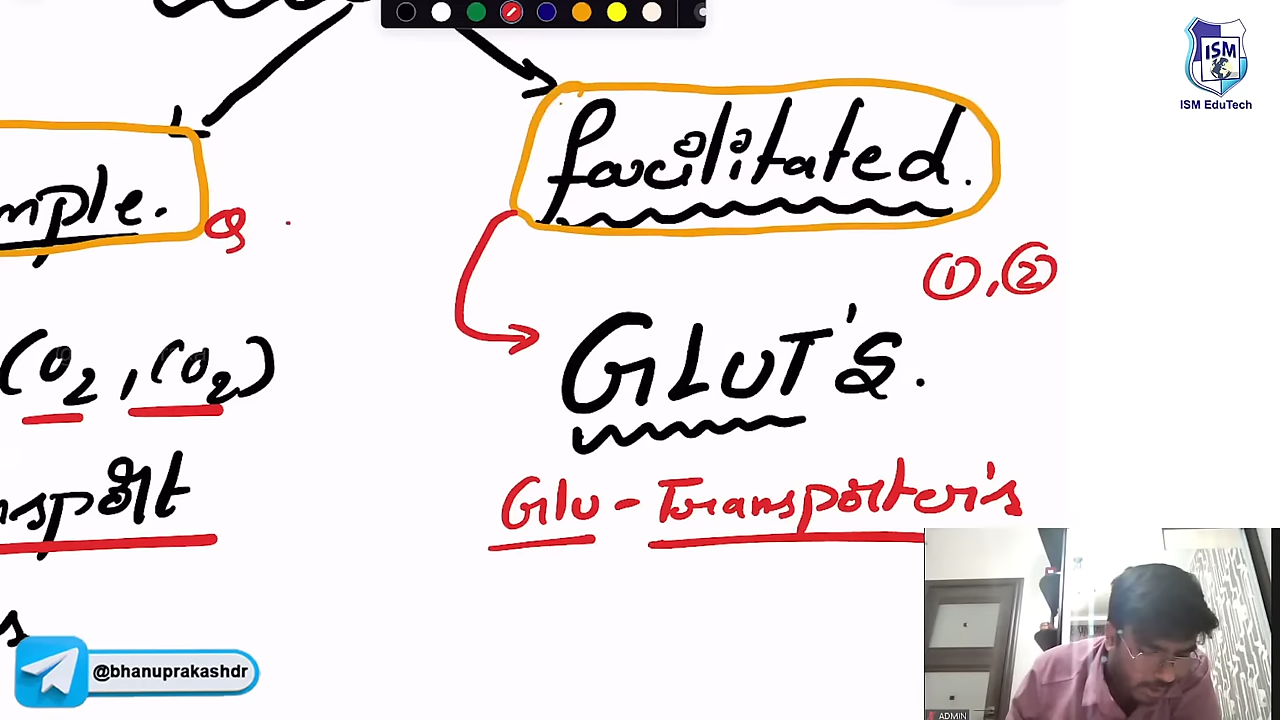 ISM
ISM EduTech
facilitated.
mple.
①, ②
GLUT's.
(O2, CO2)
Glu - Transporter's
nsport
s
@bhanuprakashdr
ADMIN